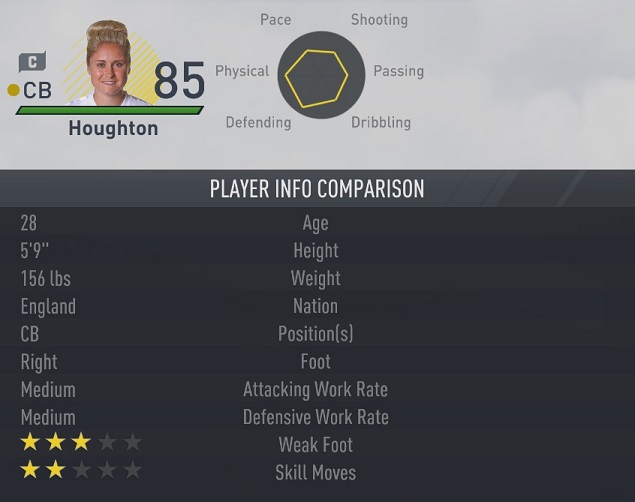 Pace Shooting
C
CB 85
Physical Passing
Houghton
Defending Dribbling
PLAYER INFO COMPARISON
28 Age
5'9" Height
156 lbs Weight
England Nation
CB Position(s)
Right Foot
Medium Attacking Work Rate
Medium Defensive Work Rate
Weak Foot
Skill Moves